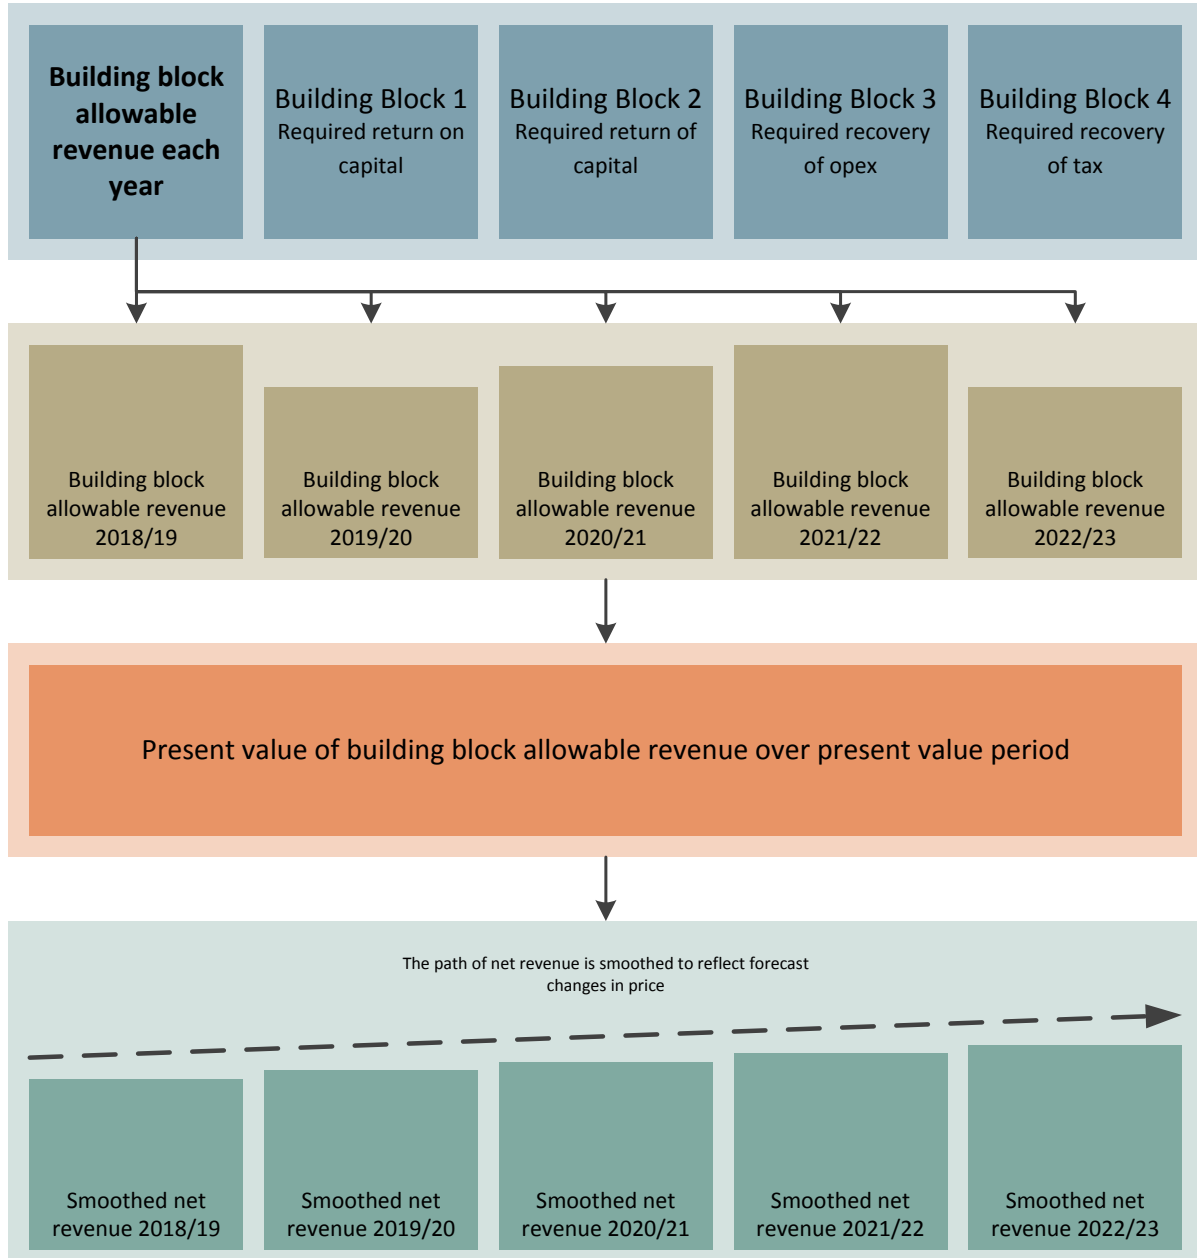 Building block
allowable
revenue each
year
Building Block 1
Required return on
capital
Building Block 2
Required return of
capital
Building Block 3
Required recovery
of opex
Building Block 4
Required recovery
of tax
Building block
allowable revenue
2018/19
Building block
allowable revenue
2019/20
Building block
allowable revenue
2020/21
Building block
allowable revenue
2021/22
Building block
allowable revenue
2022/23
Present value of building block allowable revenue over present value period
The path of net revenue is smoothed to reflect forecast
changes in price
Smoothed net
revenue 2018/19
Smoothed net
revenue 2019/20
Smoothed net
revenue 2020/21
Smoothed net
revenue 2021/22
Smoothed net
revenue 2022/23